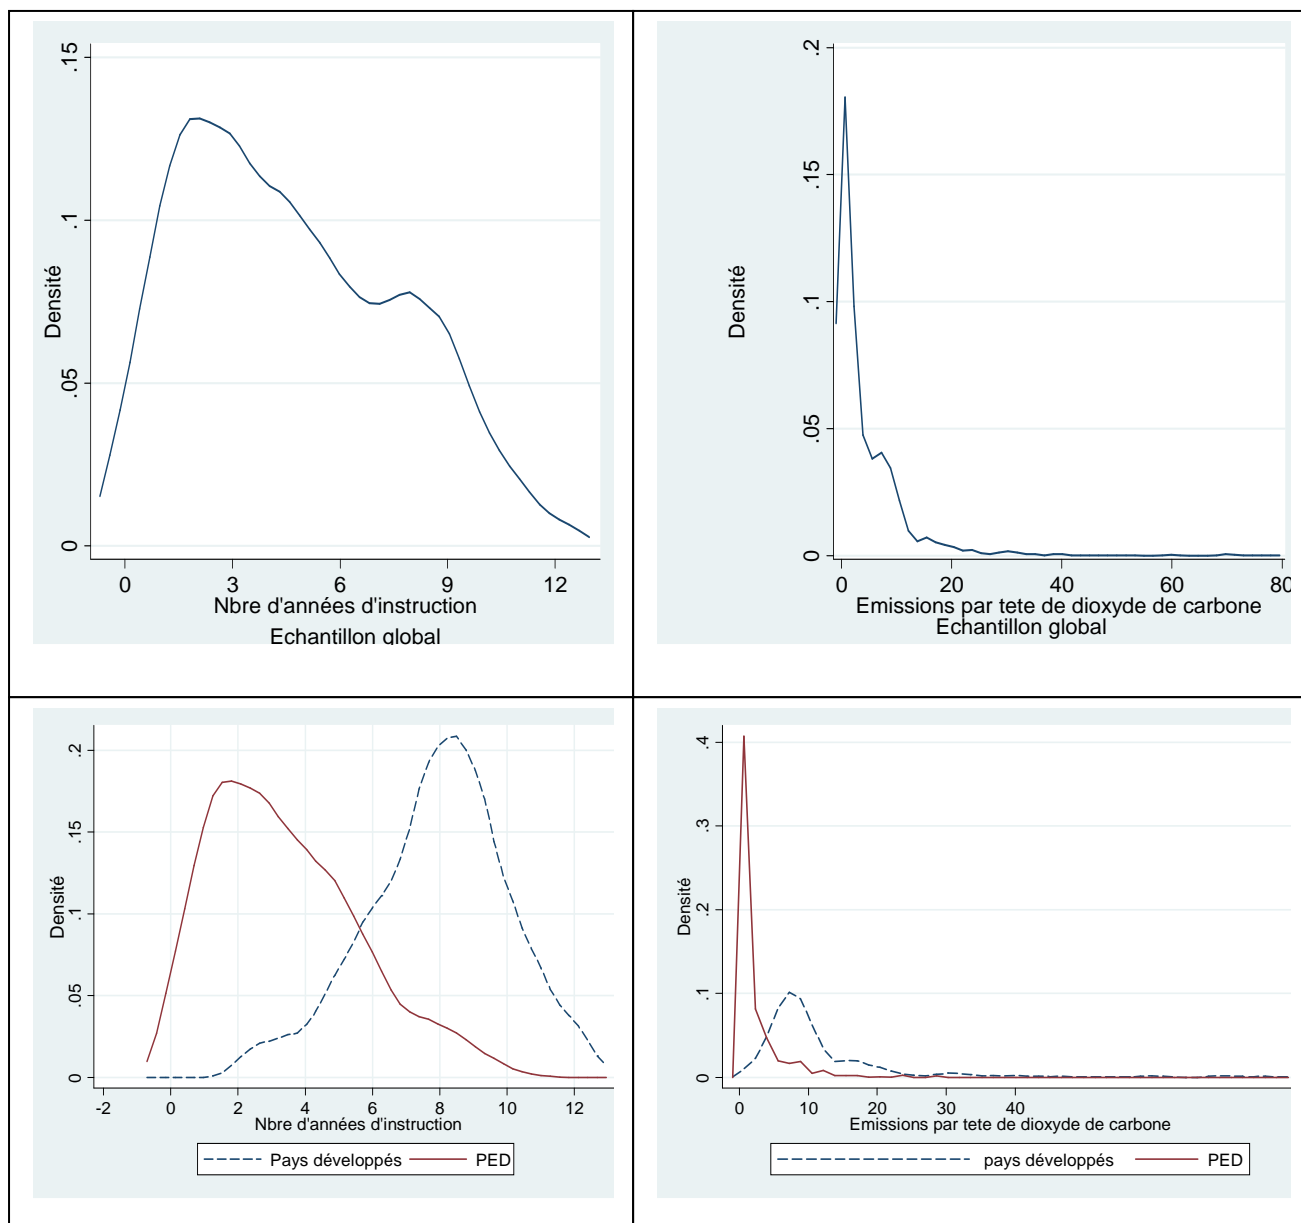 .15
.1
.05
0
Densité
0 3 6 9 12
Nbre d'années d'instruction
Echantillon global
.2
.15
.1
.05
0
Densité
0 20 40 60 80
Emissions par tete de dioxyde de carbone
Echantillon global
.2
.15
.1
.05
0
Densité
-2 0 2 4 6 8 10 12
Nbre d'années d'instruction
Pays développés PED
.4
.3
.2
.1
0
Densité
0 10 20 30 40
Emissions par tete de dioxyde de carbone
pays développés PED